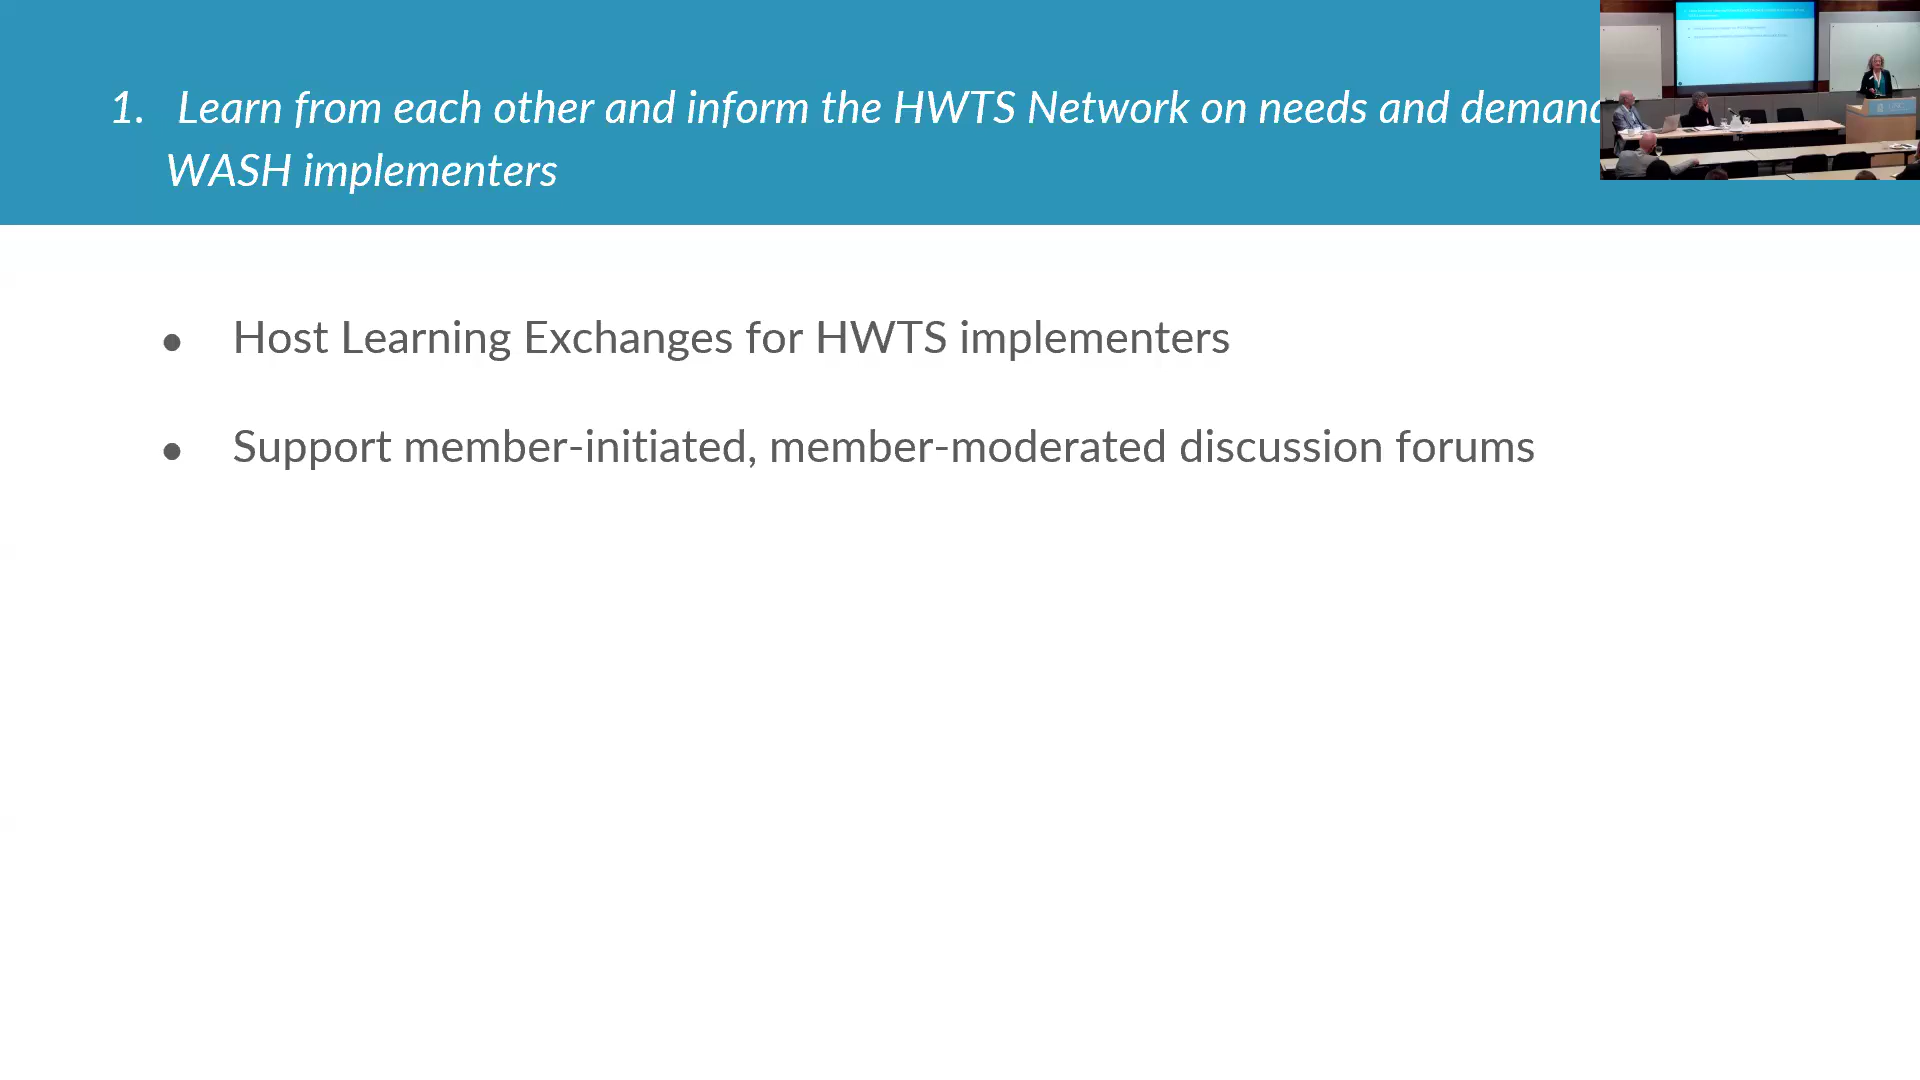 1. Learn from each other and inform the HWTS Network on needs and
WASH implementers
● Host Learning Exchanges for HWTS implementers
● Support member-initiated, member-moderated discussion forums